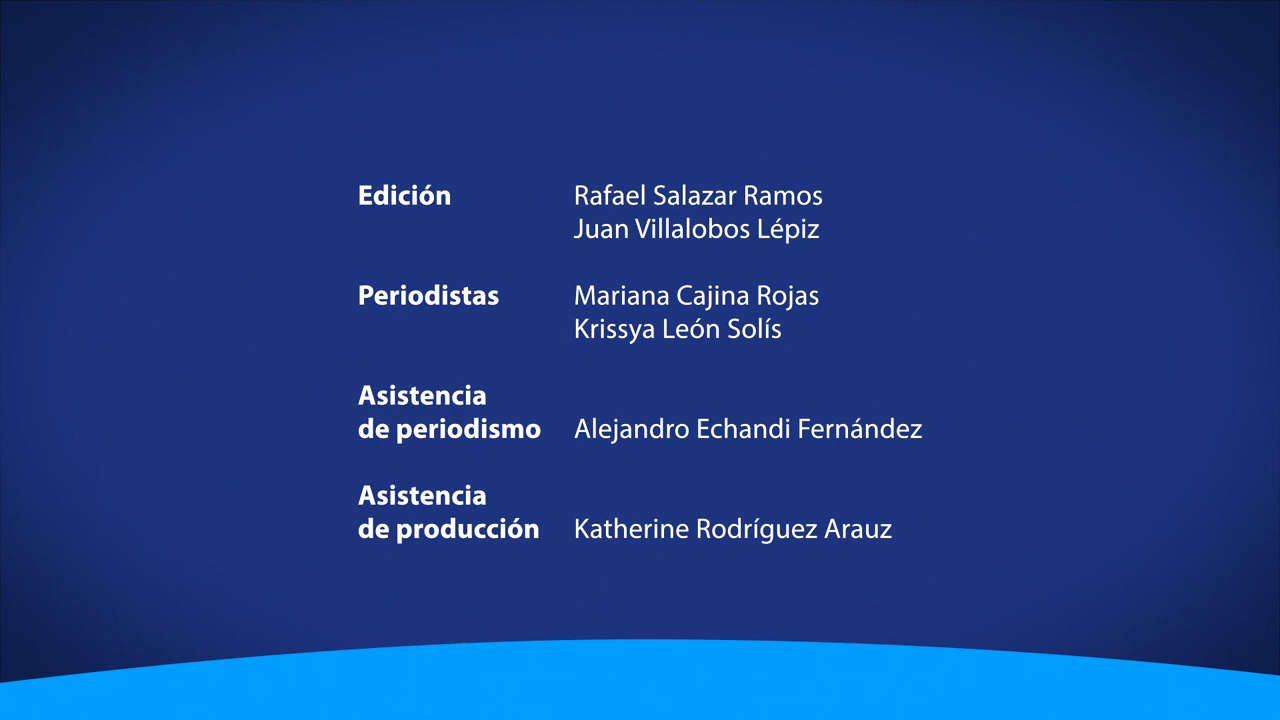 Edición Rafael Salazar Ramos
Juan Villalobos Lépiz
Periodistas Mariana Cajina Rojas
Krissya León Solís
Asistencia
de periodismo Alejandro Echandi Fernández
Asistencia
de producción Katherine Rodríguez Arauz